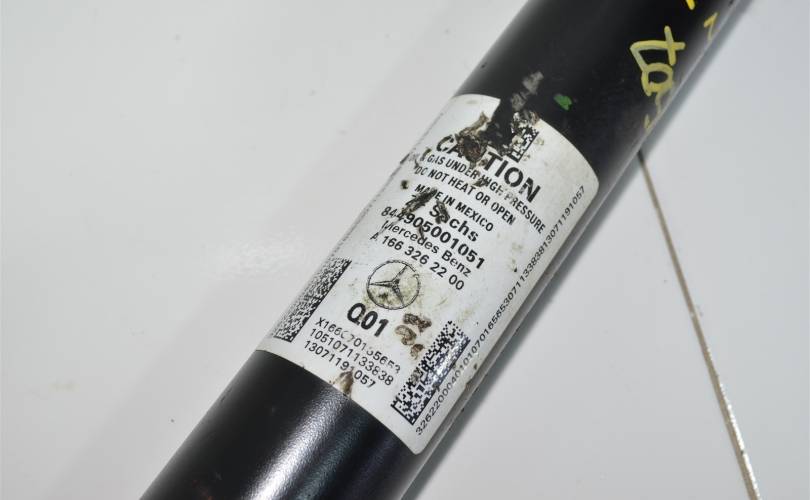 CAUTION
GAS UNDER HIGH PRESSURE
DO NOT HEAT OR OPEN
MADE IN MEXICO
Sachs
844905001051
Mercedes Benz
A 166 326 22 00
Q01
1051071133838
13071191057